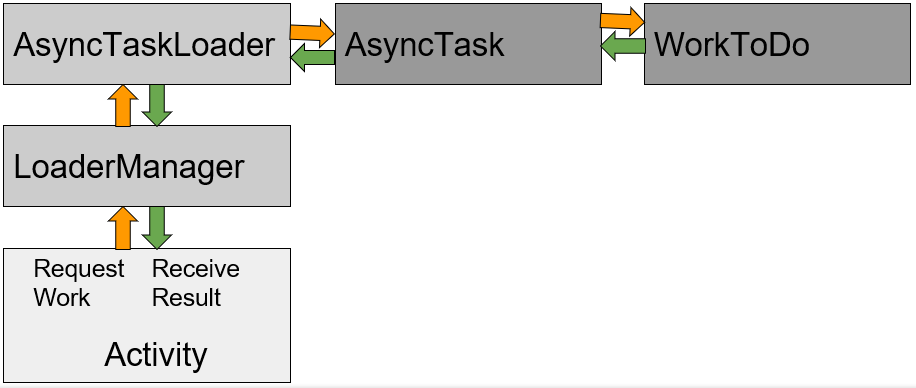 AsyncTaskLoader
AsyncTask
WorkToDo
LoaderManager
Request Work
Receive Result
Activity